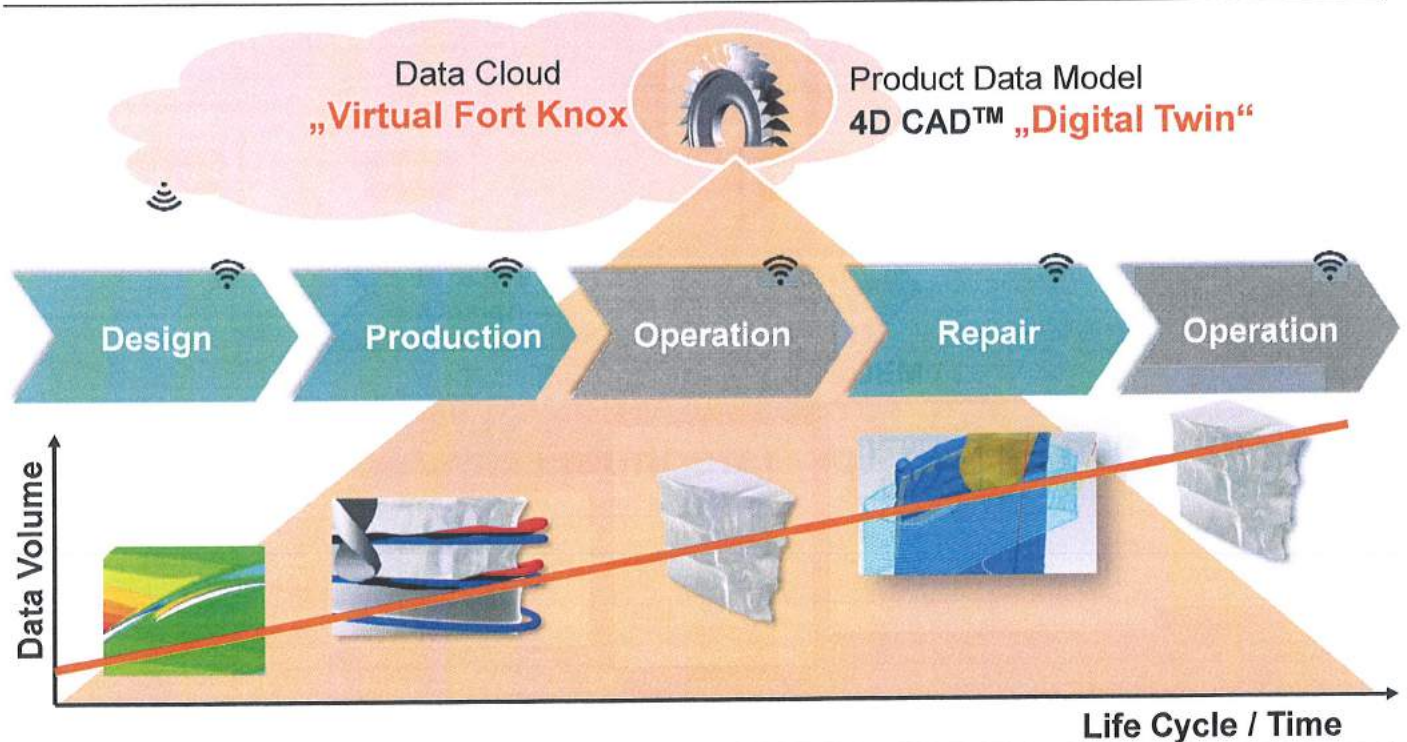 Data Cloud
„Virtual Fort Knox
Product Data Model
4D CAD™ „Digital Twin“
Design
Production
Operation
Repair
Operation
Data Volume
Life Cycle / Time